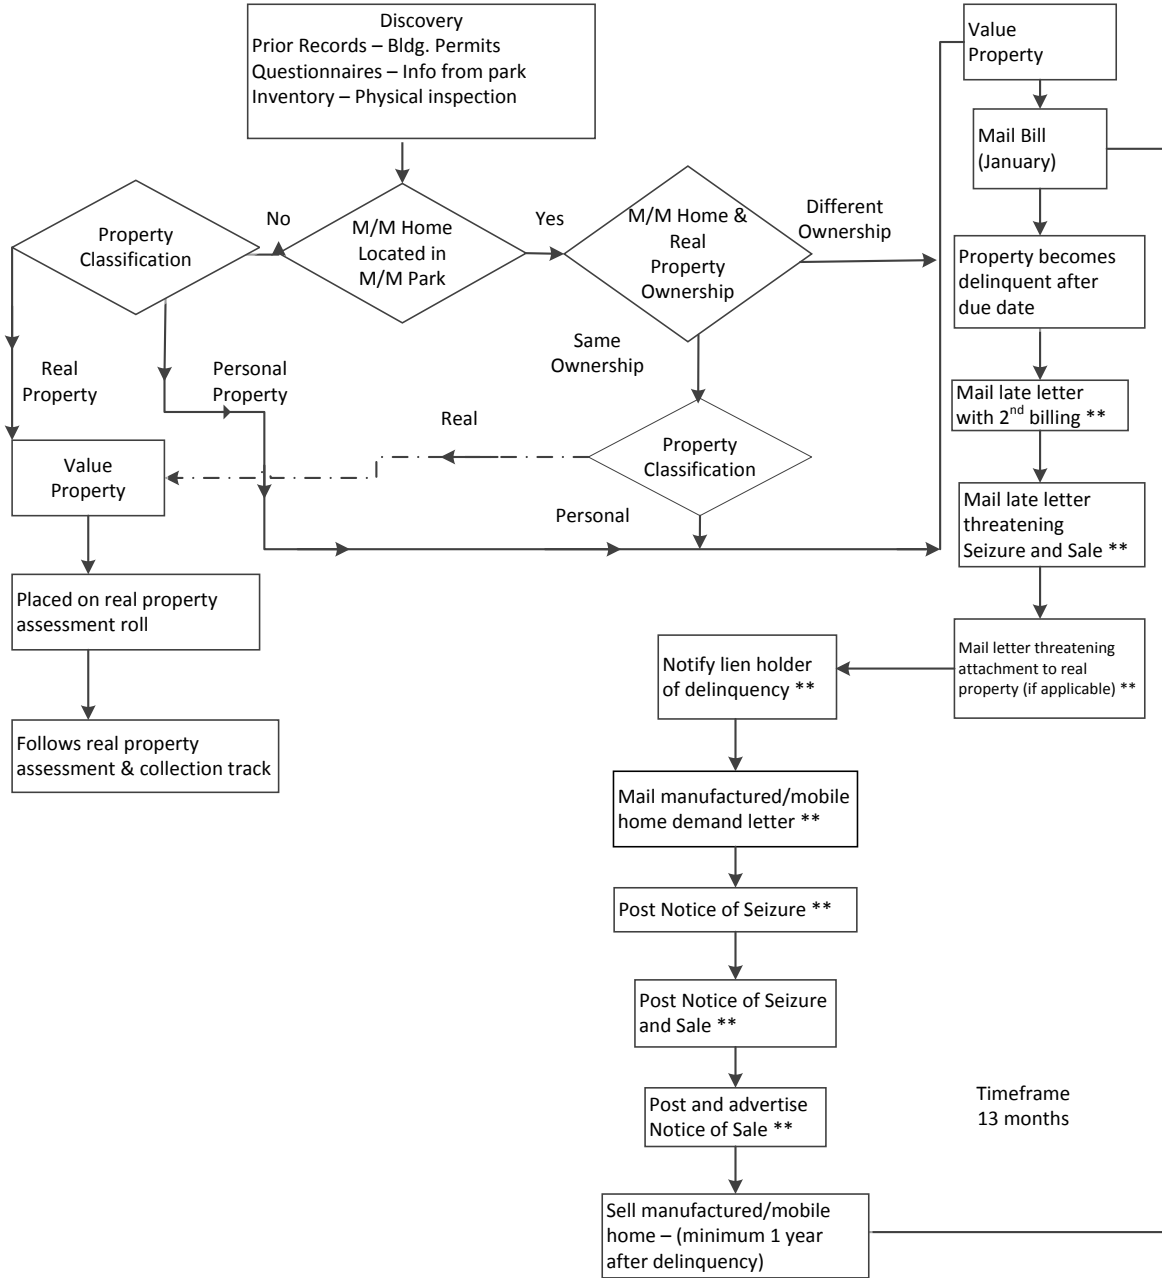 Discovery
Prior Records – Bldg. Permits
Questionnaires – Info from park
Inventory – Physical inspection
Value
Property
Mail Bill
(January)
No
Yes
Different
Ownership
Property
Classification
M/M Home
Located in
M/M Park
M/M Home &
Real
Property
Ownership
Property becomes
delinquent after
due date
Real
Property
Personal
Property
Same
Ownership
Mail late letter
with 2nd billing **
Real
Value
Property
Property
Classification
Personal
Mail late letter
threatening
Seizure and Sale **
Placed on real property
assessment roll
Notify lien holder
of delinquency **
Mail letter threatening
attachment to real
property (if applicable) **
Follows real property
assessment & collection track
Mail manufactured/mobile
home demand letter **
Post Notice of Seizure **
Post Notice of Seizure
and Sale **
Post and advertise
Notice of Sale **
Timeframe
13 months
Sell manufactured/mobile
home – (minimum 1 year
after delinquency)